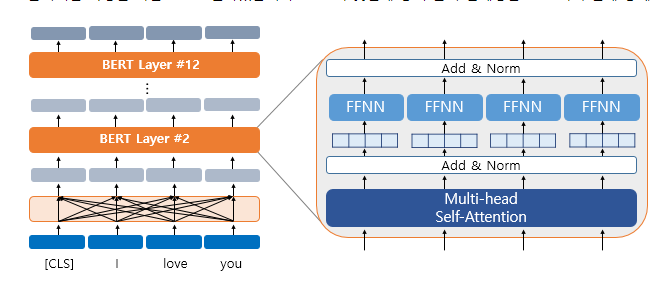 BERT Layer #12
BERT Layer #2
[CLS] I love you
Add & Norm
FFNN FFNN FFNN FFNN
Add & Norm
Multi-head
Self-Attention